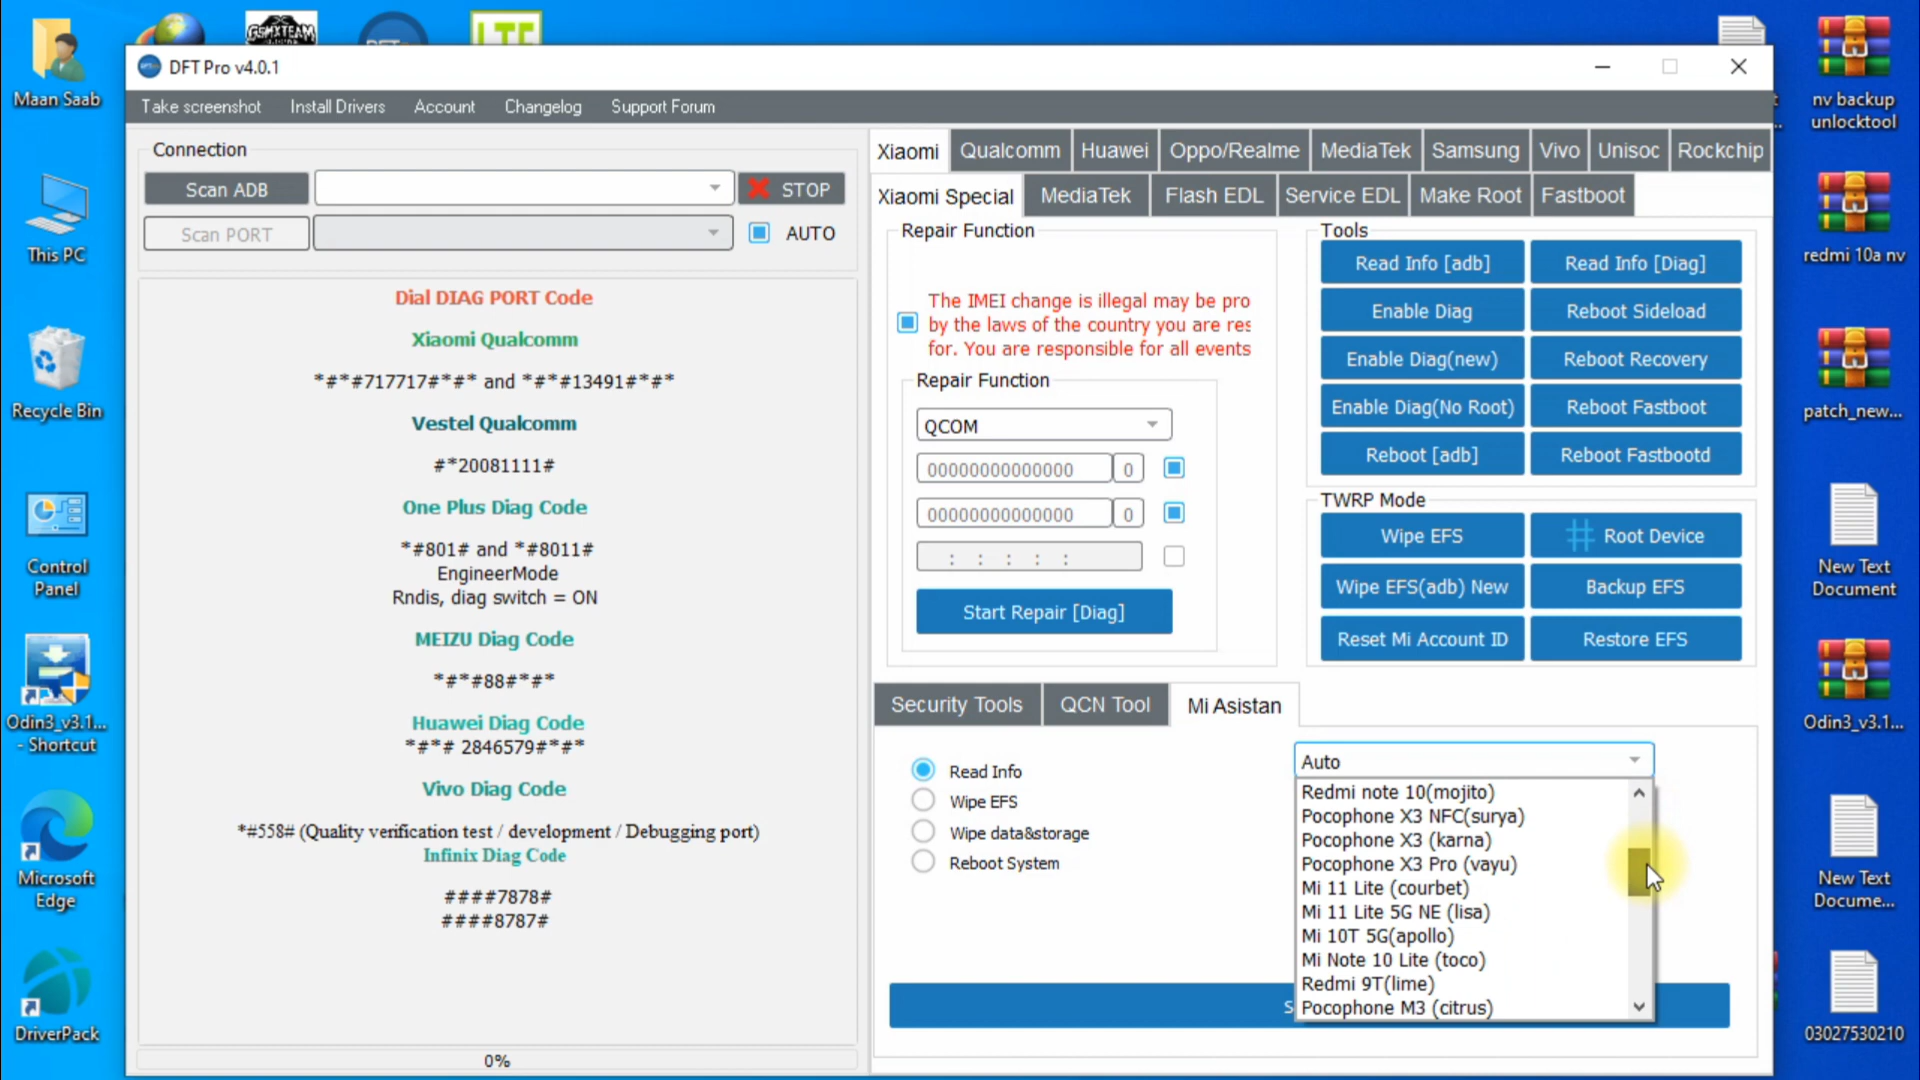 GSMXTEAM
LTE
Maan Saab
This PC
Recycle Bin
Control
Panel
Odin3_v3.1...
- Shortcut
Microsoft
Edge
DriverPack
DFT Pro v4.0.1
Take screenshot
Install Drivers
Account
Changelog
Support Forum
Connection
Scan ADB
STOP
Scan PORT
AUTO
Dial DIAG PORT Code
Xiaomi Qualcomm
*#*#717717#*#* and *#*#13491#*#*
Vestel Qualcomm
#*20081111#
One Plus Diag Code
*#801# and *#8011#
EngineerMode
Rndis, diag switch = ON
MEIZU Diag Code
*#*#88#*#*
Huawei Diag Code
*#*# 2846579#*#*
Vivo Diag Code
*#558# (Quality verification test / development / Debugging port)
Infinix Diag Code
####7878#
####8787#
0%
Xiaomi
Qualcomm
Huawei
Oppo/Realme
MediaTek
Samsung
Vivo
Unisoc
Rockchip
Xiaomi Special
MediaTek
Flash EDL
Service EDL
Make Root
Fastboot
Repair Function
The IMEI change is illegal may be pro
by the laws of the country you are res
for. You are responsible for all events
Repair Function
QCOM
00000000000000 0
00000000000000 0
: : : : :
Start Repair [Diag]
Tools
Read Info [adb]
Read Info [Diag]
Enable Diag
Reboot Sideload
Enable Diag(new)
Reboot Recovery
Enable Diag(No Root)
Reboot Fastboot
Reboot [adb]
Reboot Fastbootd
TWRP Mode
Wipe EFS
Root Device
Wipe EFS(adb) New
Backup EFS
Reset Mi Account ID
Restore EFS
Security Tools
QCN Tool
Mi Asistan
Read Info
Wipe EFS
Wipe data&storage
Reboot System
Auto
Redmi note 10(mojito)
Pocophone X3 NFC(surya)
Pocophone X3 (karna)
Pocophone X3 Pro (vayu)
Mi 11 Lite (courbet)
Mi 11 Lite 5G NE (lisa)
Mi 10T 5G(apollo)
Mi Note 10 Lite (toco)
Redmi 9T(lime)
Pocophone M3 (citrus)
nv backup
unlocktool
redmi 10a nv
patch_new...
New Text
Document
Odin3_v3.1...
New Text
Docume...
03027530210